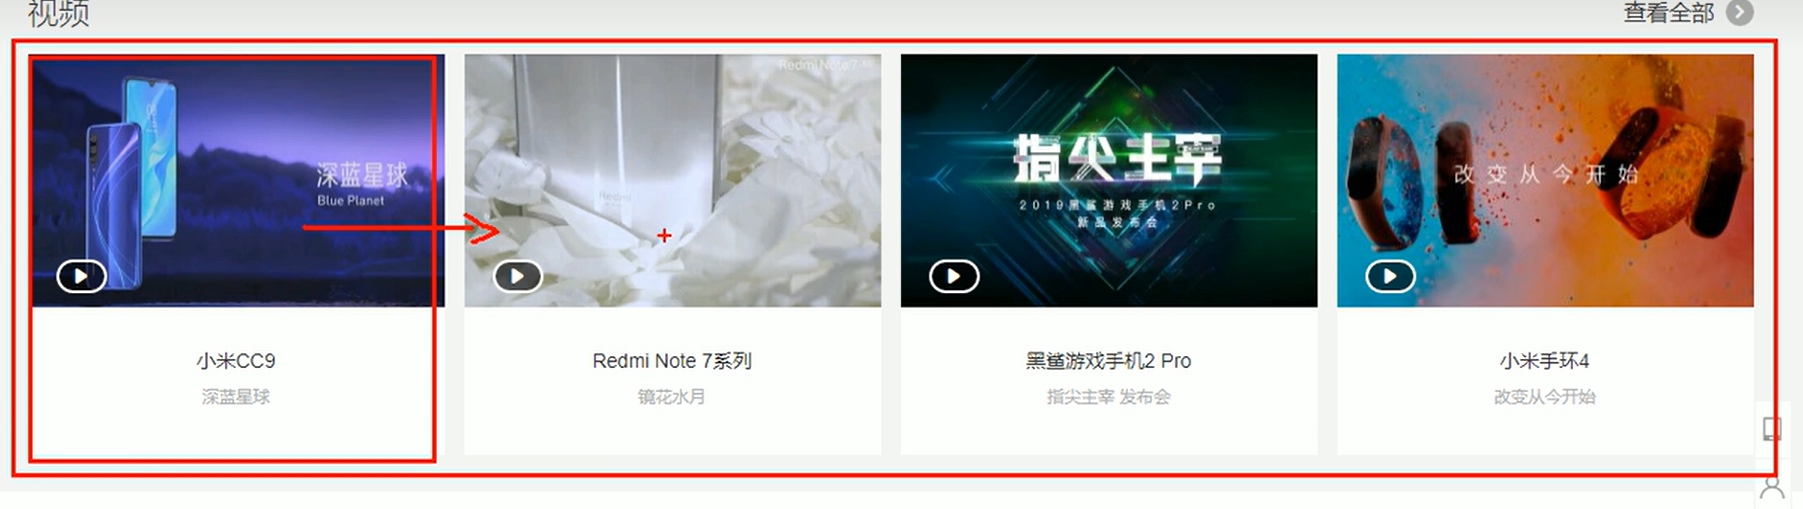 视频
查看全部
深蓝星球
Blue Planet
Redmi Note 7
Redmi
指尖主宰
2019黑鲨游戏手机2Pro
新品发布会
改变从今开始
小米CC9
深蓝星球
Redmi Note 7系列
镜花水月
黑鲨游戏手机2 Pro
指尖主宰 发布会
小米手环4
改变从今开始